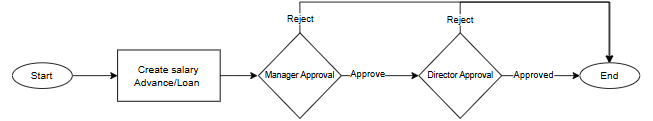 Reject
Reject
Start
Create salary
Advance/Loan
Manager Approval
Approve
Director Approval
Approved
End